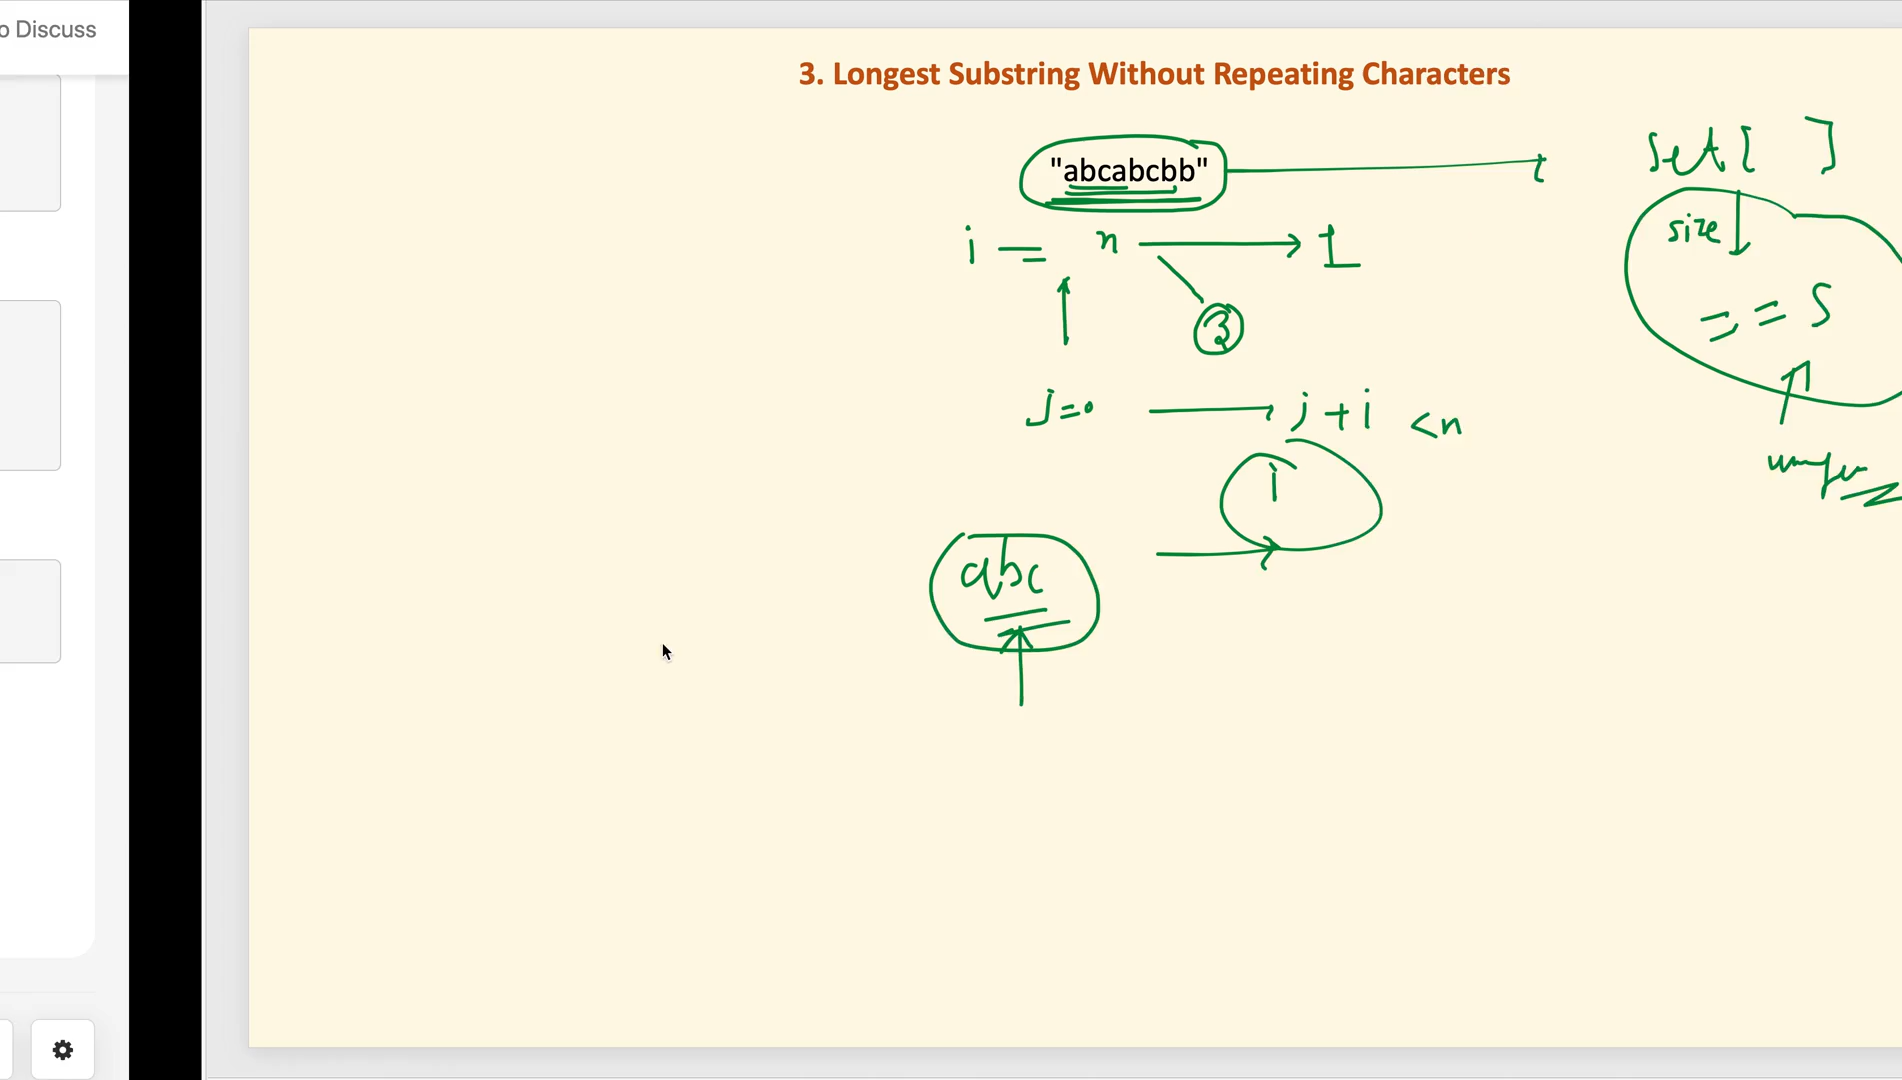 o Discuss
3. Longest Substring Without Repeating Characters
"abcabcbb"
set[ ]
size
== S
i = n → 1
3
j=0 → j + i < n
i
abc